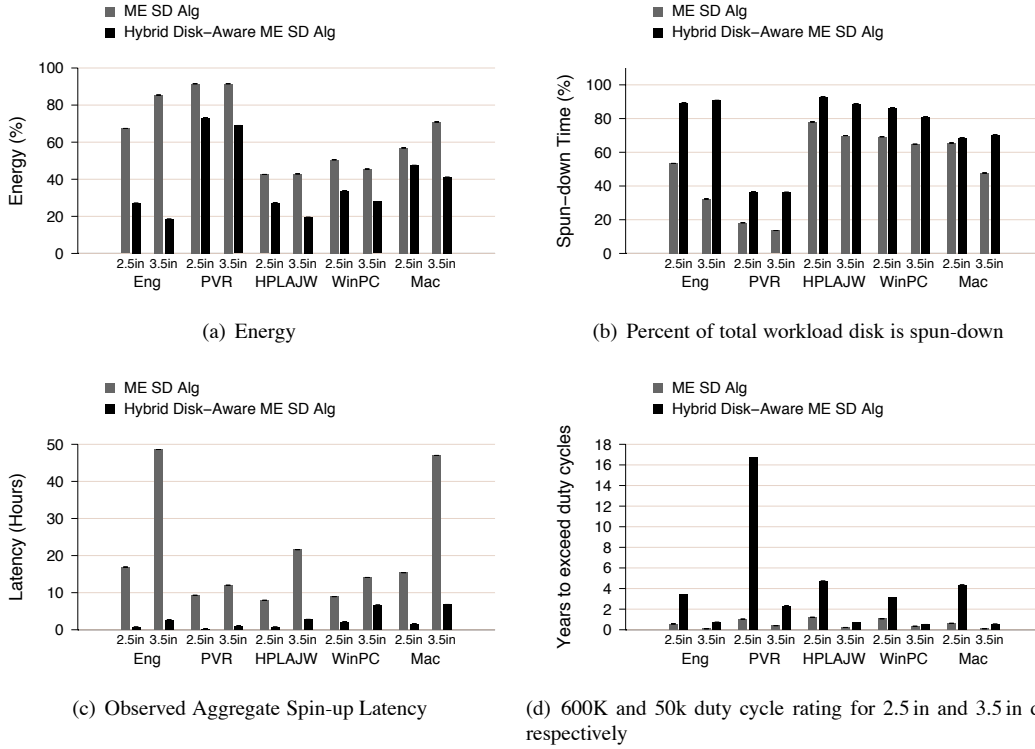 ME SD Alg
Hybrid Disk−Aware ME SD Alg
Energy (%)
100
80
60
40
20
0
2.5in 3.5in 2.5in 3.5in 2.5in 3.5in 2.5in 3.5in 2.5in 3.5in
Eng PVR HPLAJW WinPC Mac
(a) Energy
ME SD Alg
Hybrid Disk−Aware ME SD Alg
Spun−down Time (%)
100
80
60
40
20
0
2.5in 3.5in 2.5in 3.5in 2.5in 3.5in 2.5in 3.5in 2.5in 3.5in
Eng PVR HPLAJW WinPC Mac
(b) Percent of total workload disk is spun-down
ME SD Alg
Hybrid Disk−Aware ME SD Alg
Latency (Hours)
50
40
30
20
10
0
2.5in 3.5in 2.5in 3.5in 2.5in 3.5in 2.5in 3.5in 2.5in 3.5in
Eng PVR HPLAJW WinPC Mac
(c) Observed Aggregate Spin-up Latency
ME SD Alg
Hybrid Disk−Aware ME SD Alg
Years to exceed duty cycles
18
16
14
12
10
8
6
4
2
0
2.5in 3.5in 2.5in 3.5in 2.5in 3.5in 2.5in 3.5in 2.5in 3.5in
Eng PVR HPLAJW WinPC Mac
(d) 600K and 50k duty cycle rating for 2.5 in and 3.5 in
respectively